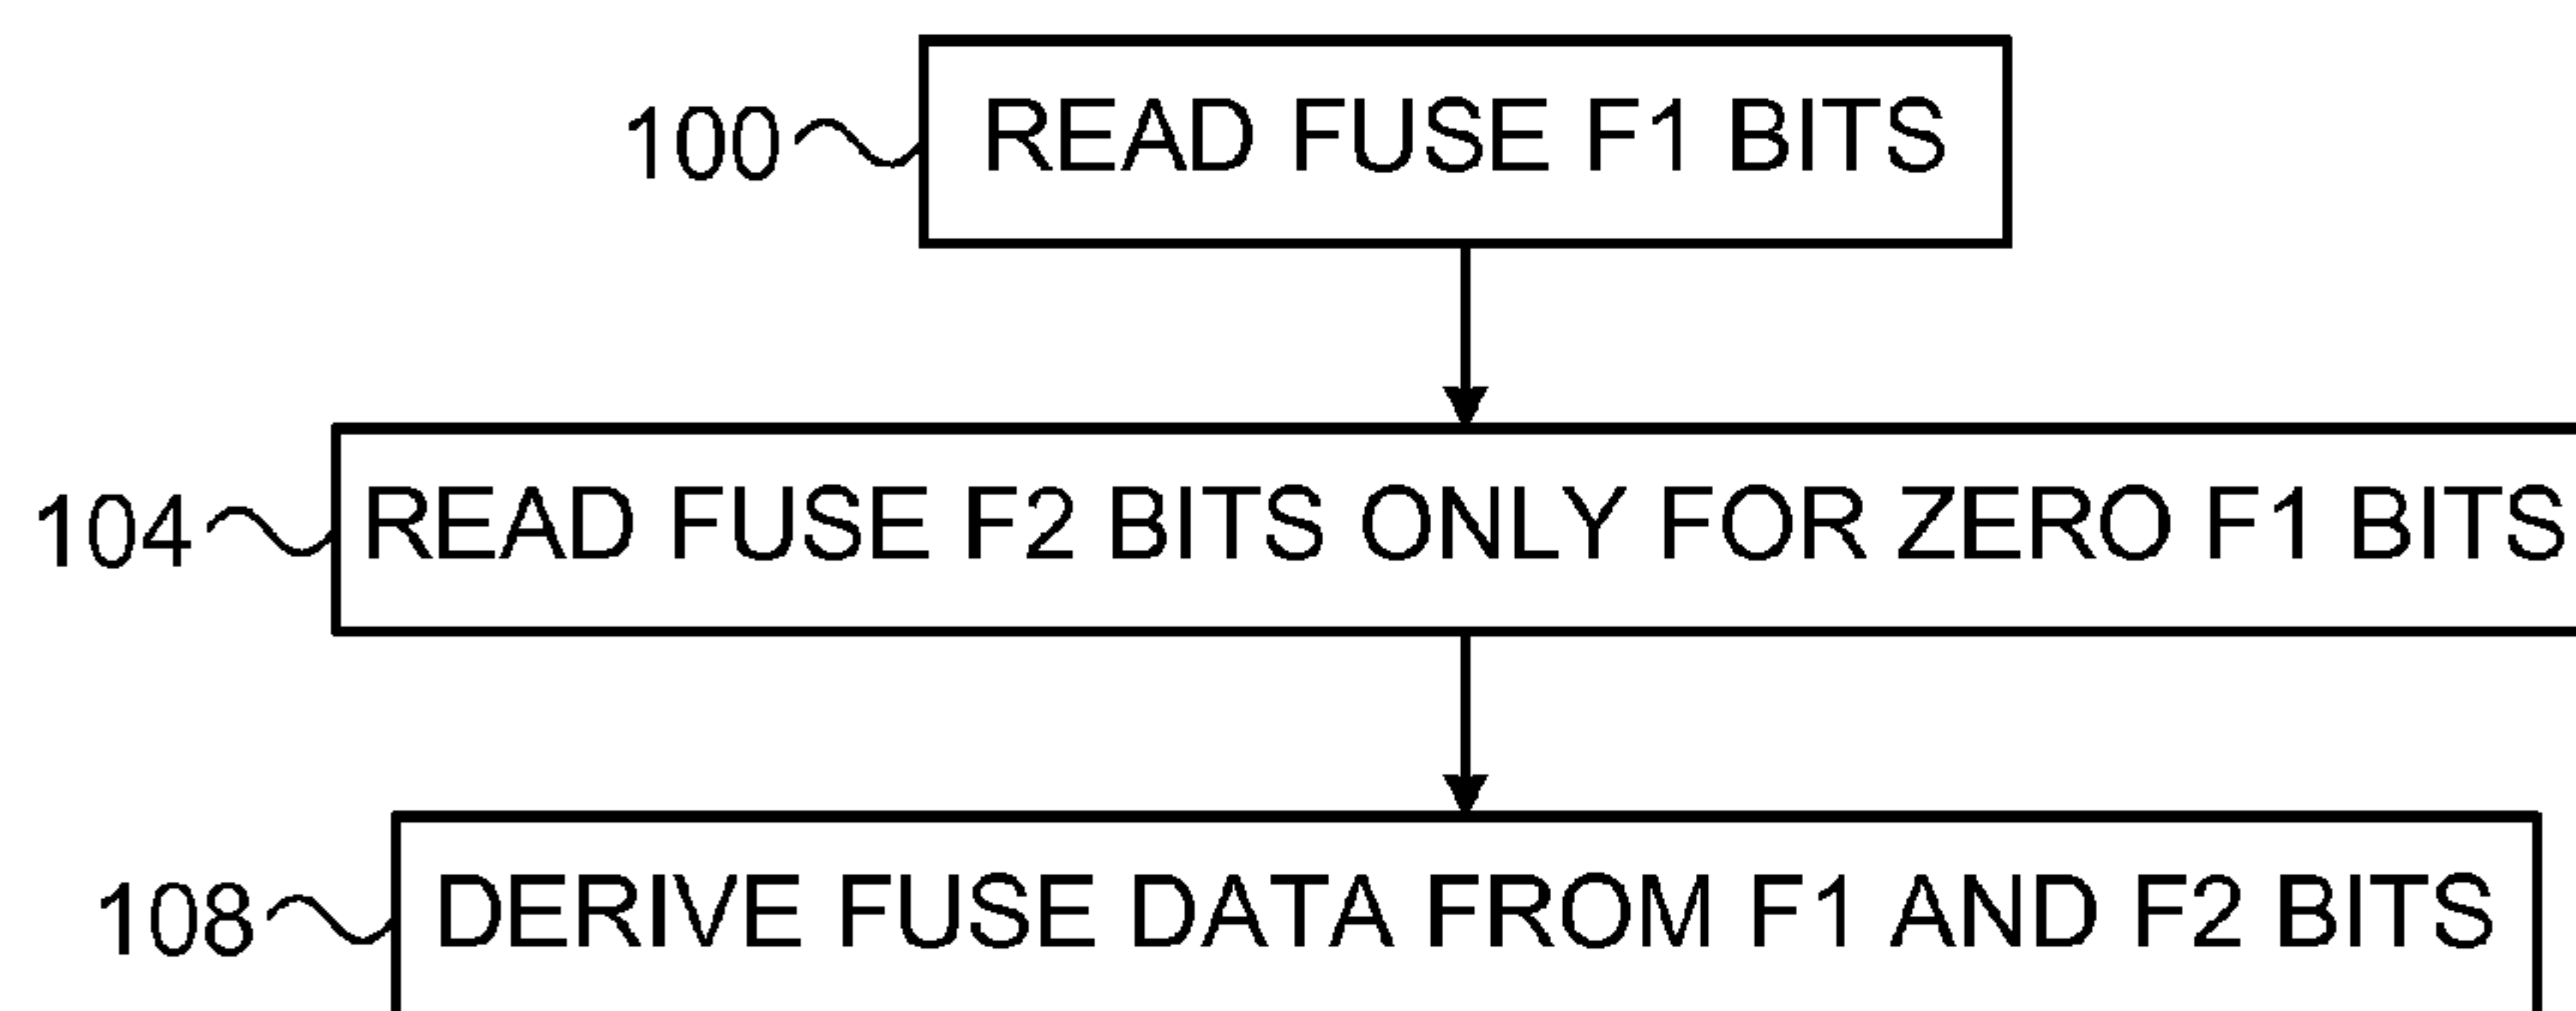 100 READ FUSE F1 BITS
104 READ FUSE F2 BITS ONLY FOR ZERO F1 BITS
108 DERIVE FUSE DATA FROM F1 AND F2 BITS